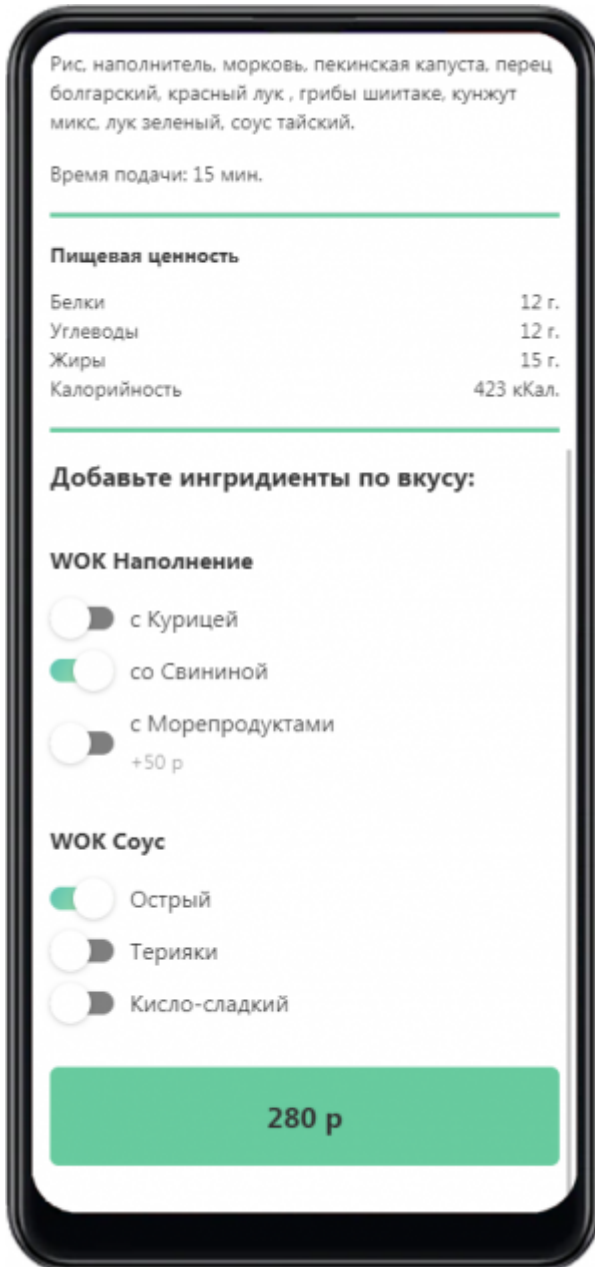 Рис, наполнитель, морковь, пекинская капуста, перец
болгарский, красный лук , грибы шиитаке, кунжут
микс, лук зеленый, соус тайский.
Время подачи: 15 мин.
Пищевая ценность
Белки 12 г.
Углеводы 12 г.
Жиры 15 г.
Калорийность 423 кКал.
Добавьте ингридиенты по вкусу:
WOK Наполнение
с Курицей
со Свининой
с Морепродуктами
+50 р
WOK Соус
Острый
Терияки
Кисло-сладкий
280 р